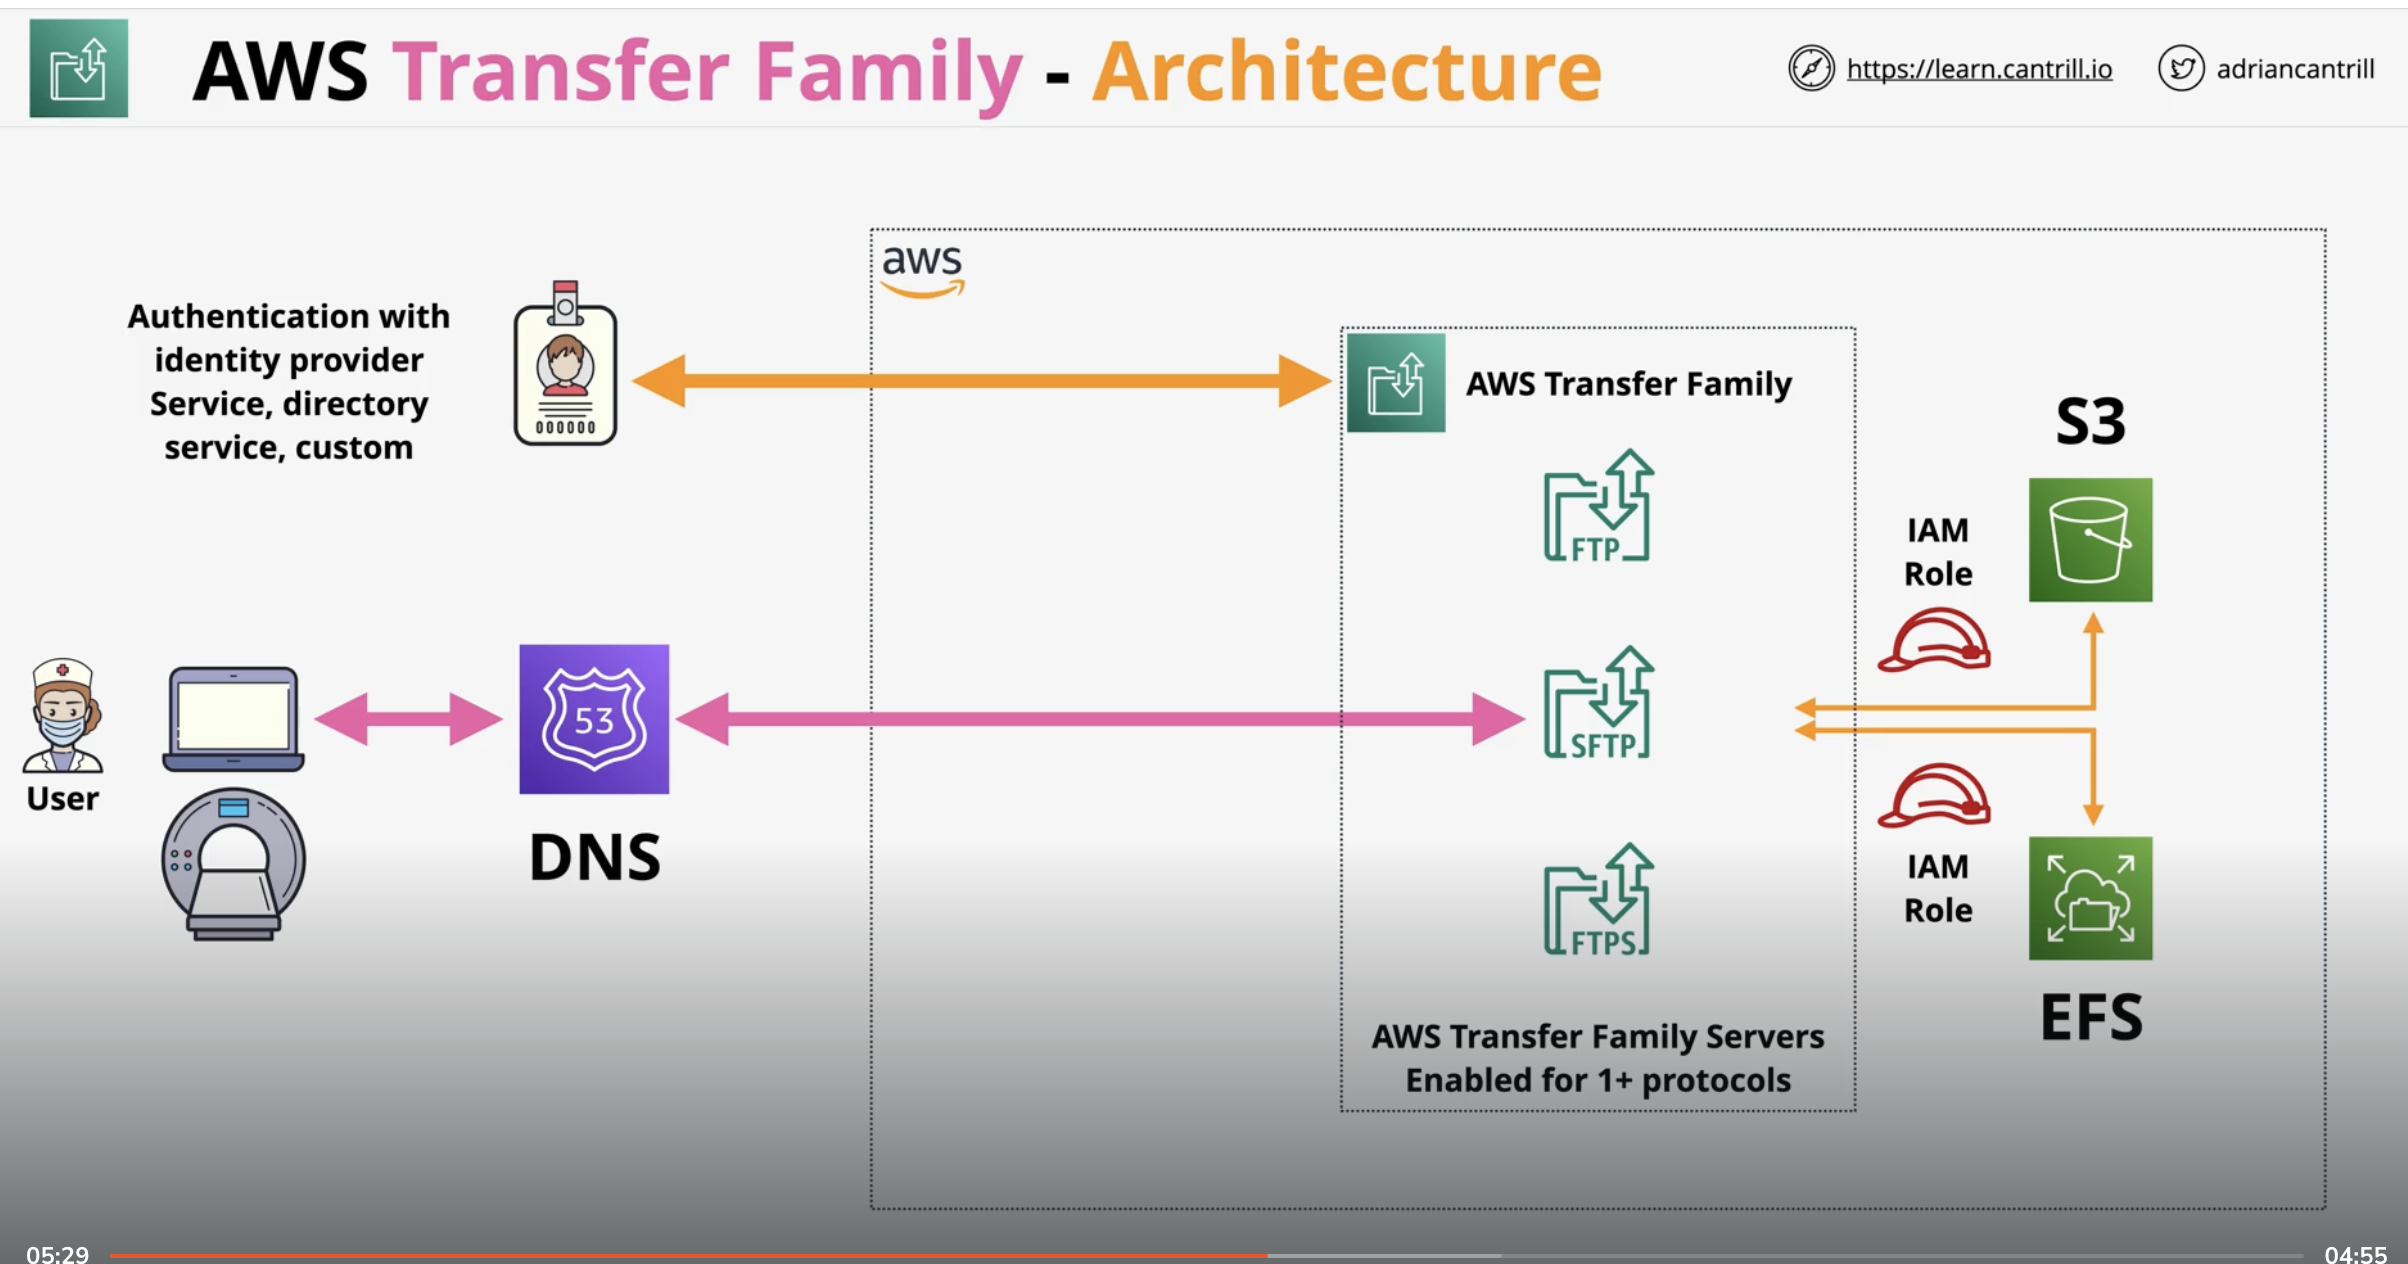 AWS Transfer Family - Architecture
https://learn.cantrill.io
adriancantrill
aws
Authentication with
identity provider
Service, directory
service, custom
000000
AWS Transfer Family
FTP
S3
IAM
Role
User
53
DNS
SFTP
IAM
Role
EFS
FTPS
AWS Transfer Family Servers
Enabled for 1+ protocols
05:29
04:55